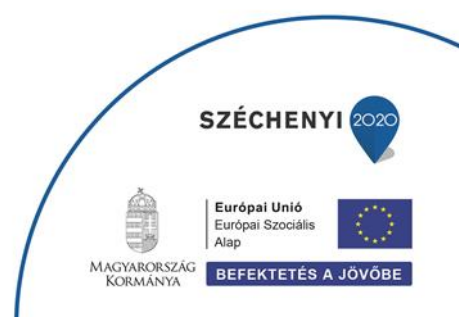 SZÉCHENYI 2020
Európai Unió
Európai Szociális
Alap
MAGYARORSZÁG
KORMÁNYA
BEFEKTETÉS A JÖVŐBE